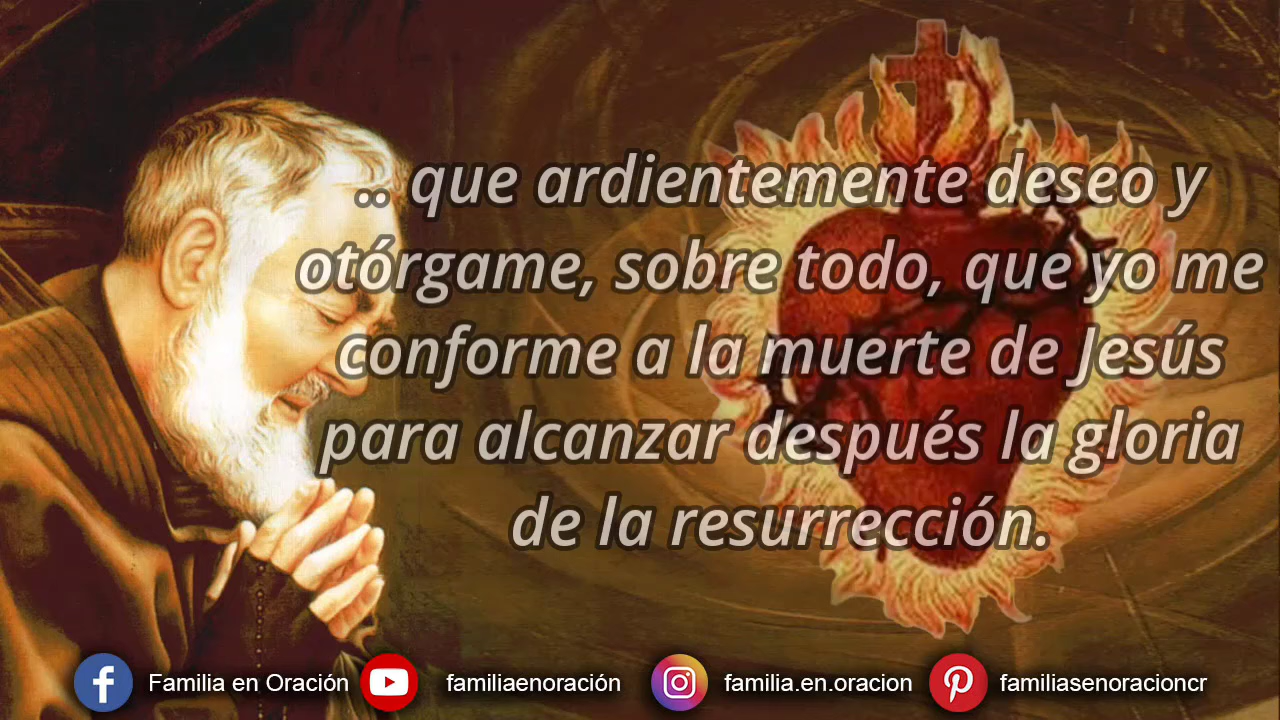 .. que ardientemente deseo y
otórgame, sobre todo, que yo me
conforme a la muerte de Jesús
para alcanzar después la gloria
de la resurrección.
Familia en Oración familiaenoración familia.en.oracion familiasenoracioncr